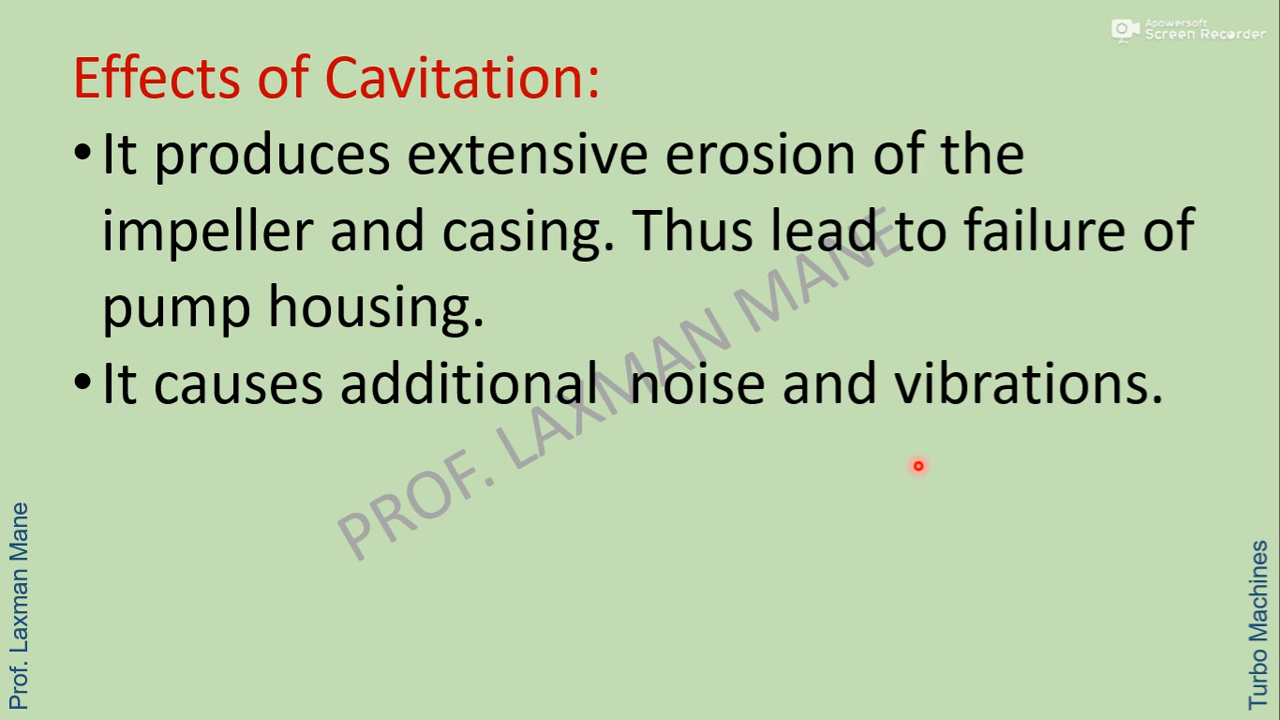 Apowersoft
Screen Recorder
Effects of Cavitation:
•It produces extensive erosion of the
impeller and casing. Thus lead to failure of
pump housing.
•It causes additional noise and vibrations.
PROF. LAXMAN MANE
Prof. Laxman Mane
Turbo Machines